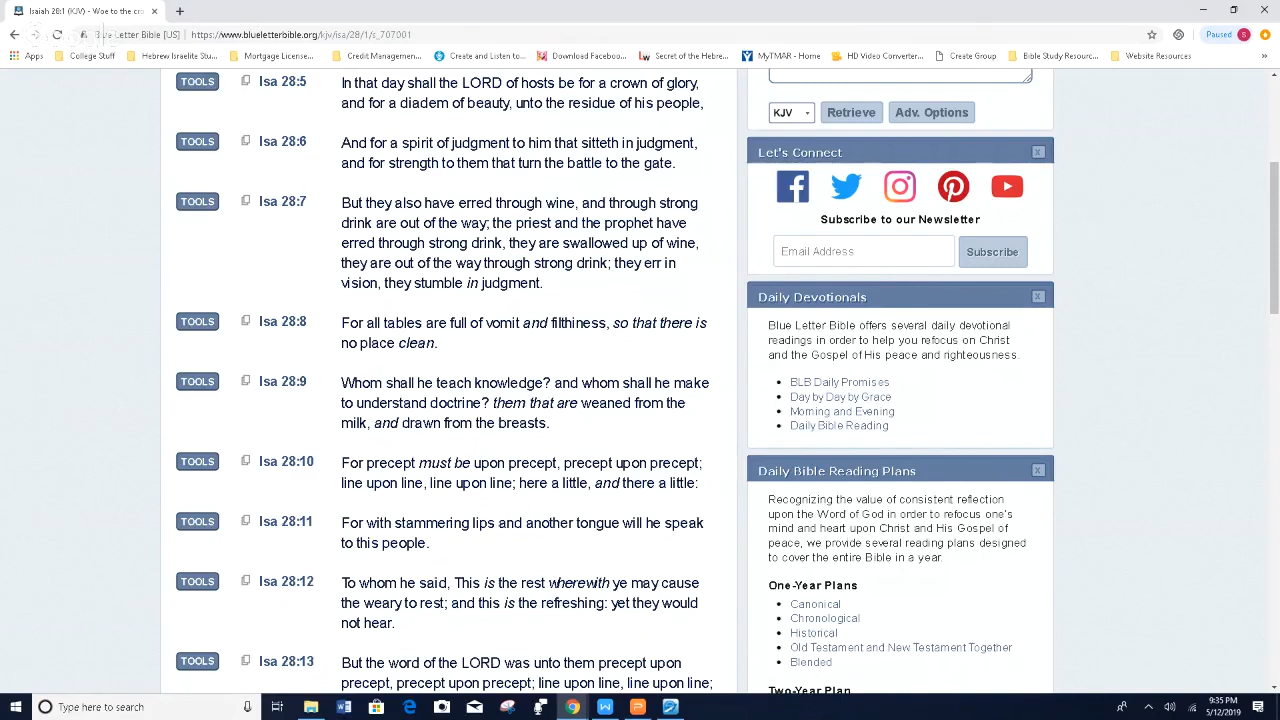 Isaiah 28:1 (KJV) - Woe to the cro
Blue Letter Bible [US] | https://www.blueletterbible.org/kjv/isa/28/1/s_707001
Paused S
Apps College Stuff Hebrew Israelite Stu... Mortgage License... Credit Managemen... Create and Listen to... Download Faceboo... Secret of the Hebre... MyTMAR - Home HD Video Converter... Create Group Bible Study Resourc... Website Resources »
TOOLS Isa 28:5 In that day shall the LORD of hosts be for a crown of glory,
and for a diadem of beauty, unto the residue of his people,
TOOLS Isa 28:6 And for a spirit of judgment to him that sitteth in judgment,
and for strength to them that turn the battle to the gate.
TOOLS Isa 28:7 But they also have erred through wine, and through strong
drink are out of the way; the priest and the prophet have
erred through strong drink, they are swallowed up of wine,
they are out of the way through strong drink; they err in
vision, they stumble in judgment.
TOOLS Isa 28:8 For all tables are full of vomit and filthiness, so that there is
no place clean.
TOOLS Isa 28:9 Whom shall he teach knowledge? and whom shall he make
to understand doctrine? them that are weaned from the
milk, and drawn from the breasts.
TOOLS Isa 28:10 For precept must be upon precept, precept upon precept;
line upon line, line upon line; here a little, and there a little:
TOOLS Isa 28:11 For with stammering lips and another tongue will he speak
to this people.
TOOLS Isa 28:12 To whom he said, This is the rest wherewith ye may cause
the weary to rest; and this is the refreshing: yet they would
not hear.
TOOLS Isa 28:13 But the word of the LORD was unto them precept upon
precept, precept upon precept; line upon line, line upon line;
KJV Retrieve Adv. Options
Let's Connect x
Subscribe to our Newsletter
Email Address Subscribe
Daily Devotionals x
Blue Letter Bible offers several daily devotional
readings in order to help you refocus on Christ
and the Gospel of His peace and righteousness.
BLB Daily Promises
Day by Day by Grace
Morning and Evening
Daily Bible Reading
Daily Bible Reading Plans x
Recognizing the value of consistent reflection
upon the Word of God in order to refocus one's
mind and heart upon Christ and His Gospel of
peace, we provide several reading plans designed
to cover the entire Bible in a year.
One-Year Plans
Canonical
Chronological
Historical
Old Testament and New Testament Together
Blended
Two-Year Plan
Type here to search
9:35 PM
5/12/2019